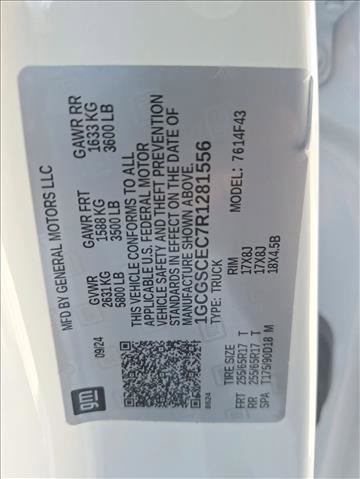 MFD BY GENERAL MOTORS LLC
09/24
GVWR
2631 KG
5800 LB
GAWR FRT
1588 KG
3500 LB
GAWR RR
1633 KG
3600 LB
THIS VEHICLE CONFORMS TO ALL
APPLICABLE U.S. FEDERAL MOTOR
VEHICLE SAFETY AND THEFT PREVENTION
STANDARDS IN EFFECT ON THE DATE OF
MANUFACTURE SHOWN ABOVE.
1GCGSCEC7R1281556
TYPE: TRUCK
MODEL: 7614F43
TIRE SIZE RIM
FRT 255/65R17 T 17X8J
RR 255/65R17 T 17X8J
SPA T175/90D18 M 18X4.5B
gm